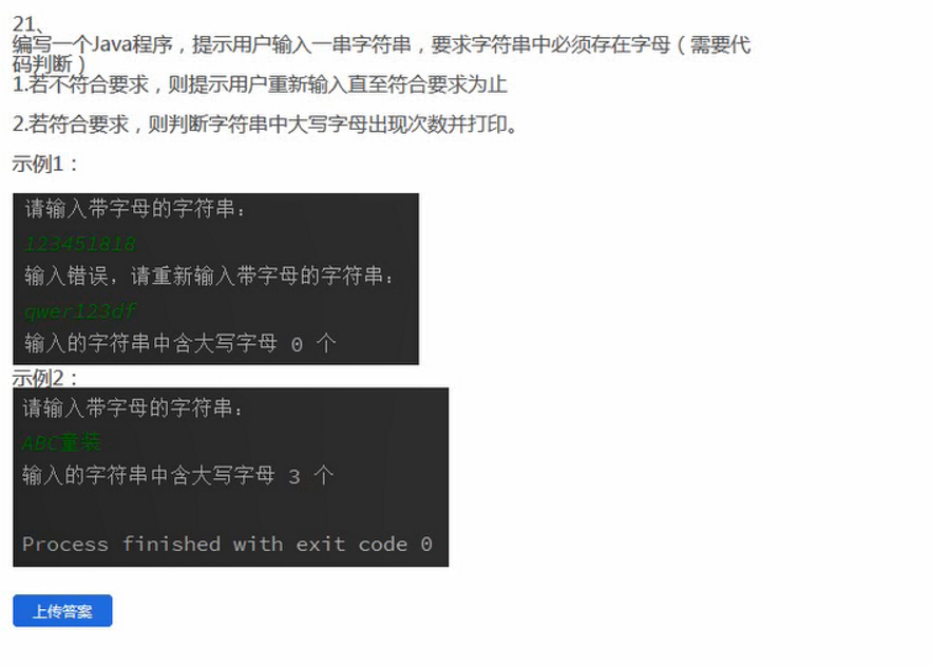 21、
编写一个Java程序，提示用户输入一串字符串，要求字符串中必须存在字母（需要代
码判断）
1.若不符合要求，则提示用户重新输入直至符合要求为止
2.若符合要求，则判断字符串中大写字母出现次数并打印。
示例1：
请输入带字母的字符串：
123451818
输入错误，请重新输入带字母的字符串：
qwer123df
输入的字符串中含大写字母 0 个
示例2：
请输入带字母的字符串：
ABC童装
输入的字符串中含大写字母 3 个
Process finished with exit code 0
上传答案